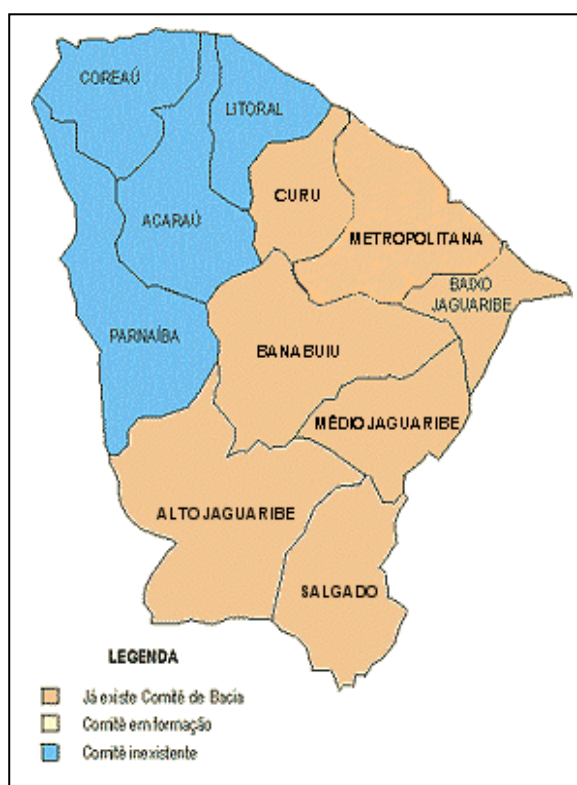 COREAÚ
LITORAL
CURU
ACARAÚ
METROPOLITANA
BAIXO
JAGUARIBE
PARNAÍBA
BANABUIU
MÉDIO JAGUARIBE
ALTO JAGUARIBE
SALGADO
LEGENDA
Já existe Comitê de Bacia
Comitê em formação
Comitê inexistente